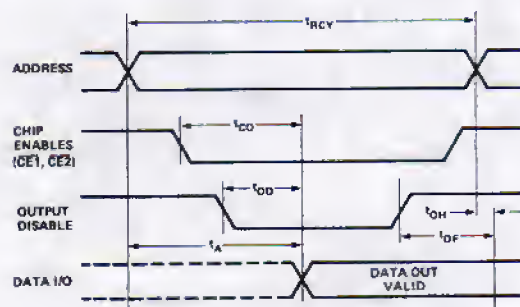 tRCY
ADDRESS
tCO
CHIP
ENABLES
(CE1, CE2)
tOD
OUTPUT
DISABLE
tOH
tDF
tA
DATA I/O
DATA OUT
VALID